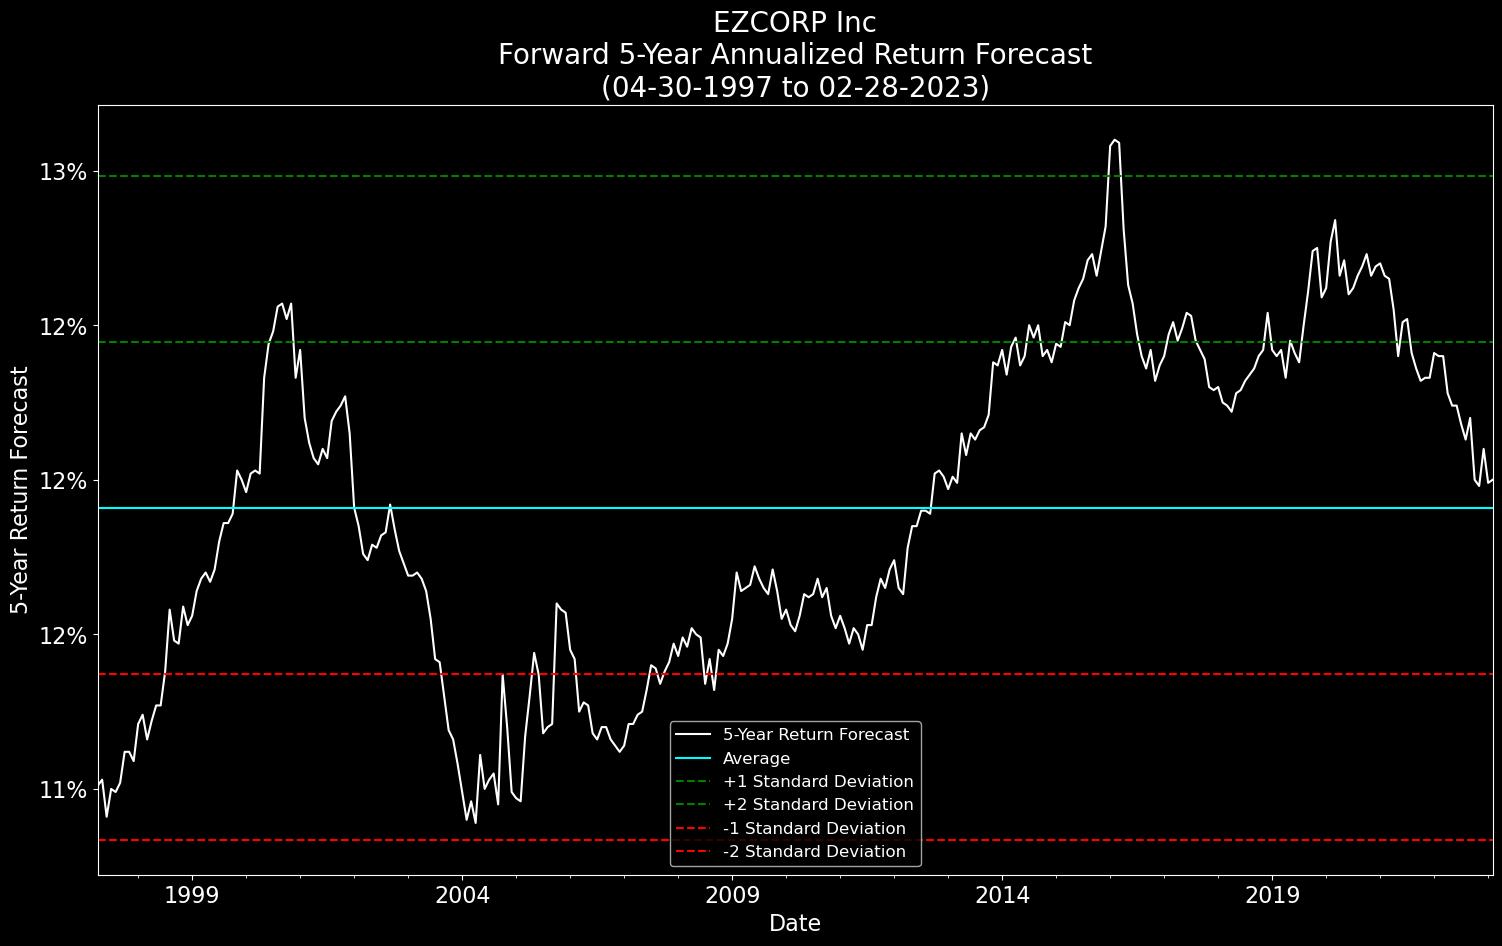 EZCORP Inc
Forward 5-Year Annualized Return Forecast
(04-30-1997 to 02-28-2023)
5-Year Return Forecast
13%
12%
12%
12%
11%
5-Year Return Forecast
Average
+1 Standard Deviation
+2 Standard Deviation
-1 Standard Deviation
-2 Standard Deviation
1999 2004 2009 2014 2019
Date